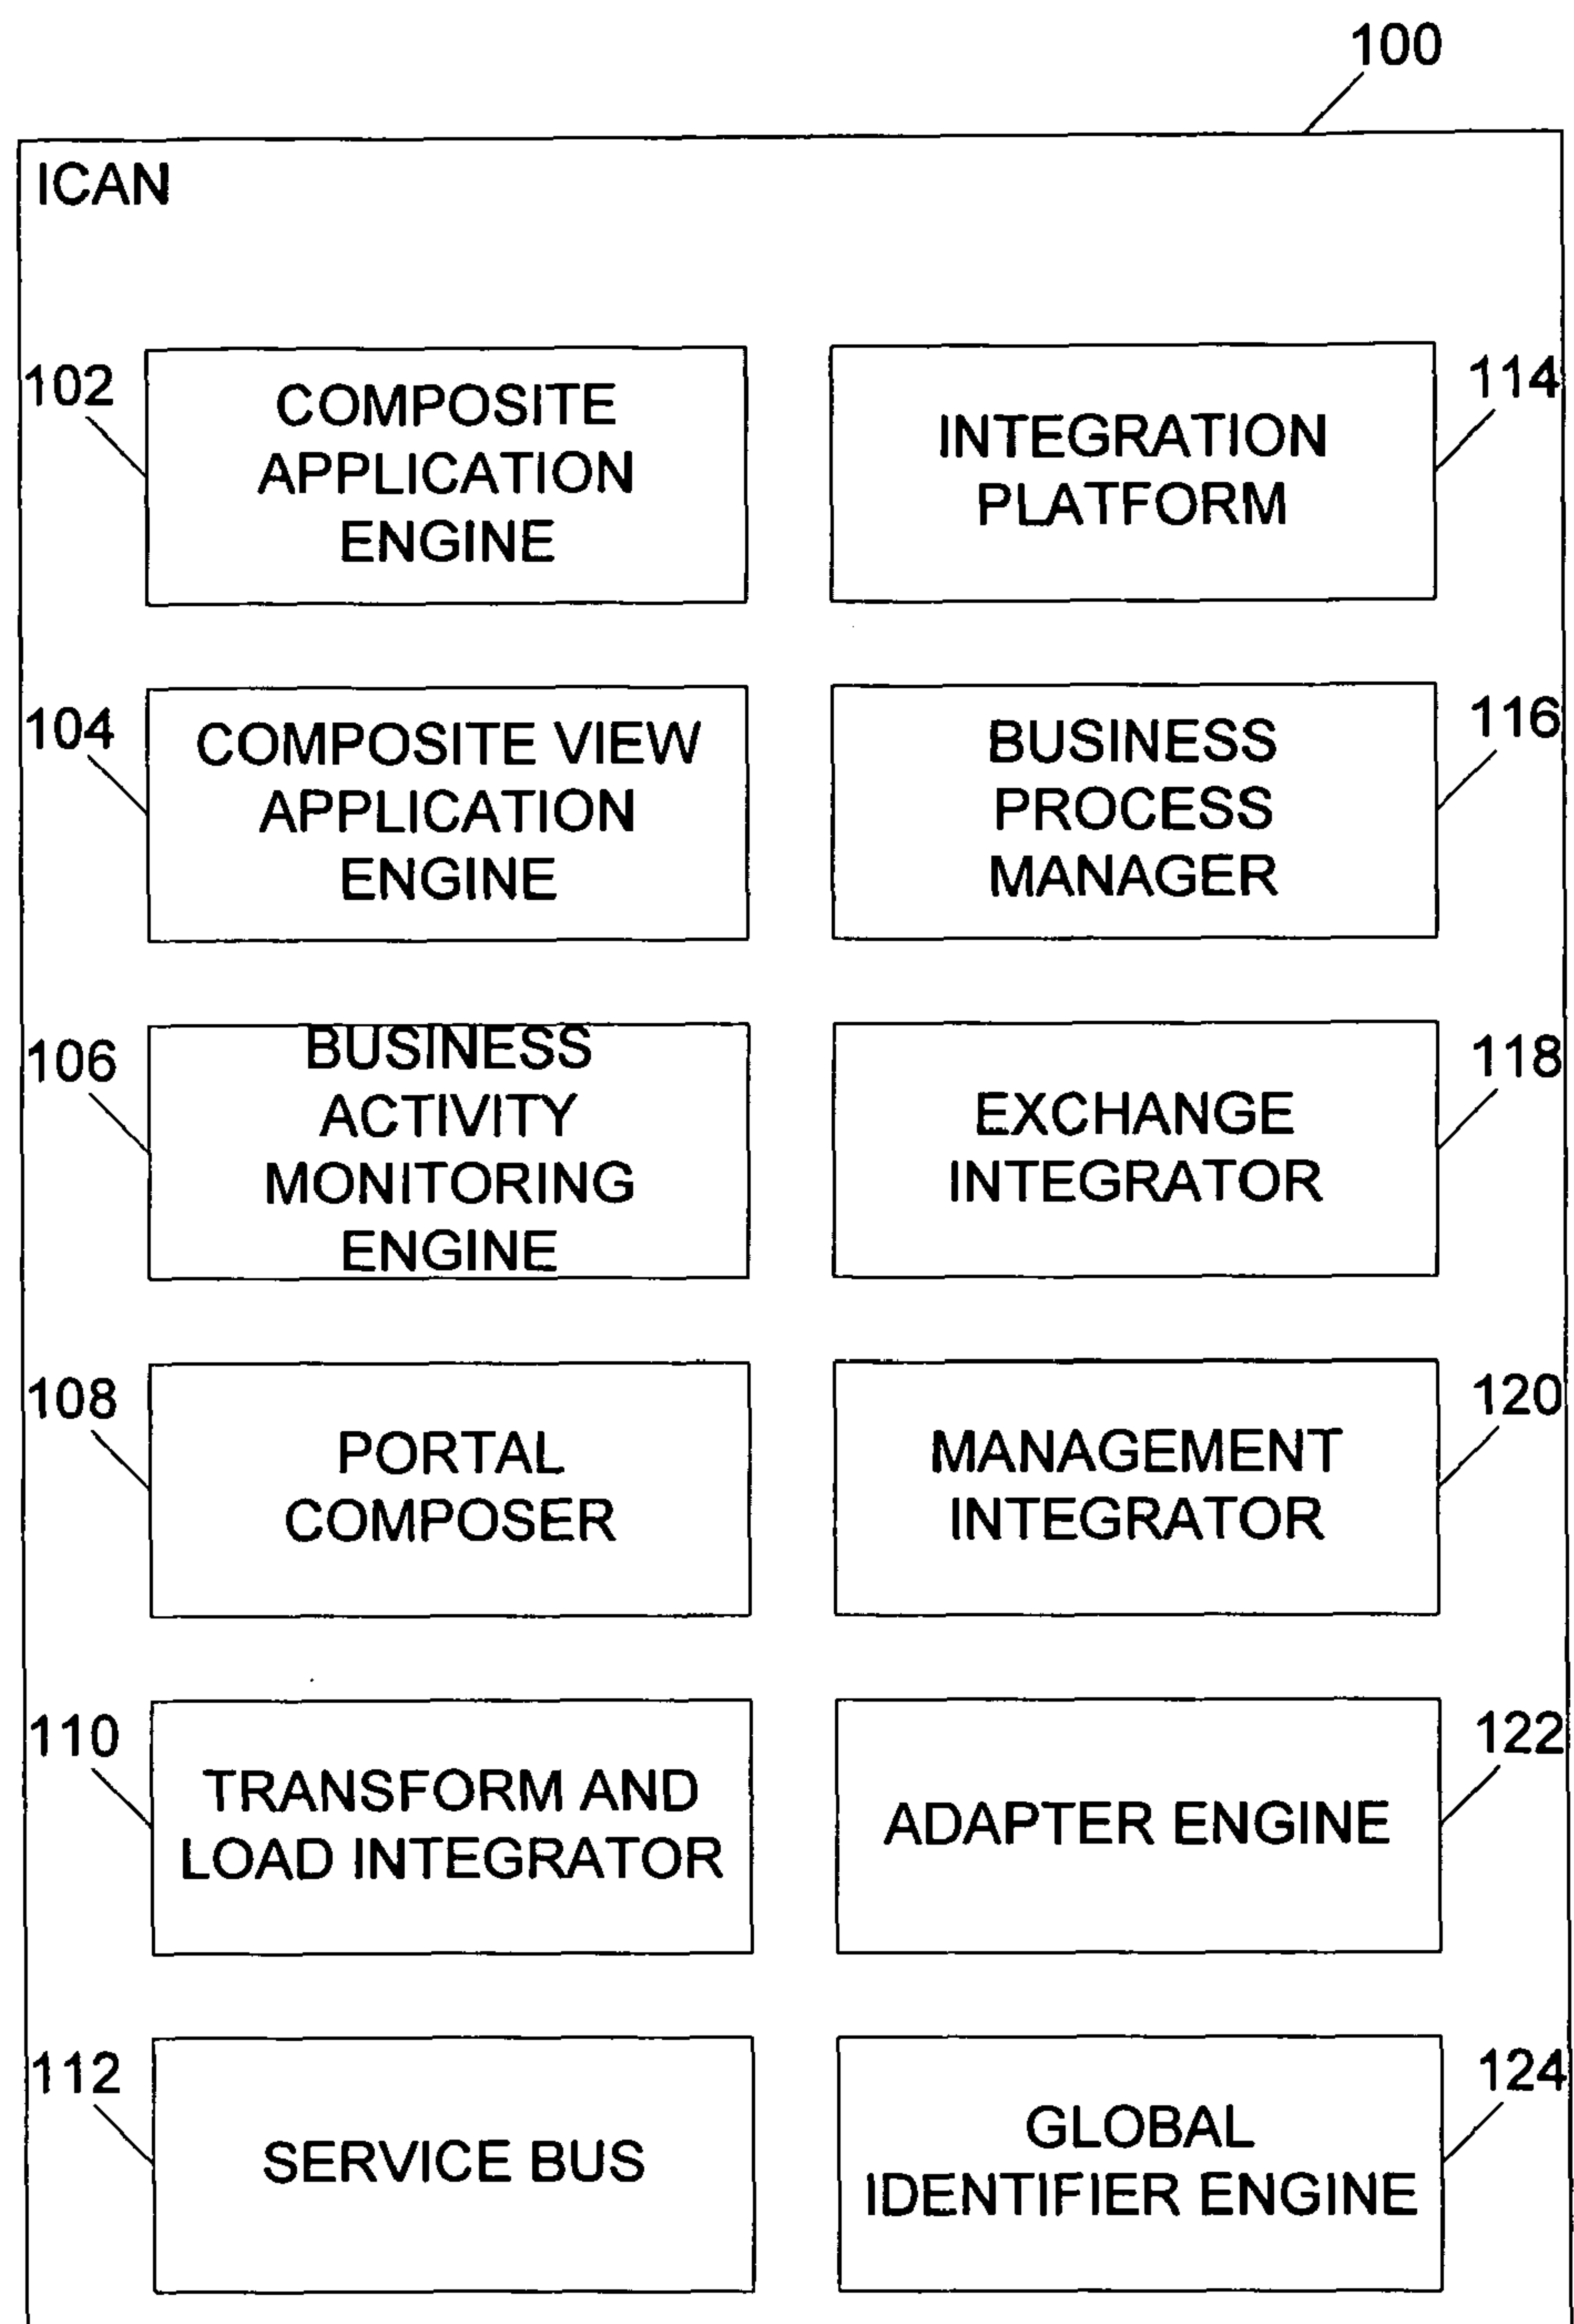 100
ICAN
102
COMPOSITE
APPLICATION
ENGINE
114
INTEGRATION
PLATFORM
104
COMPOSITE VIEW
APPLICATION
ENGINE
116
BUSINESS
PROCESS
MANAGER
106
BUSINESS
ACTIVITY
MONITORING
ENGINE
118
EXCHANGE
INTEGRATOR
108
PORTAL
COMPOSER
120
MANAGEMENT
INTEGRATOR
110
TRANSFORM AND
LOAD INTEGRATOR
122
ADAPTER ENGINE
112
SERVICE BUS
124
GLOBAL
IDENTIFIER ENGINE